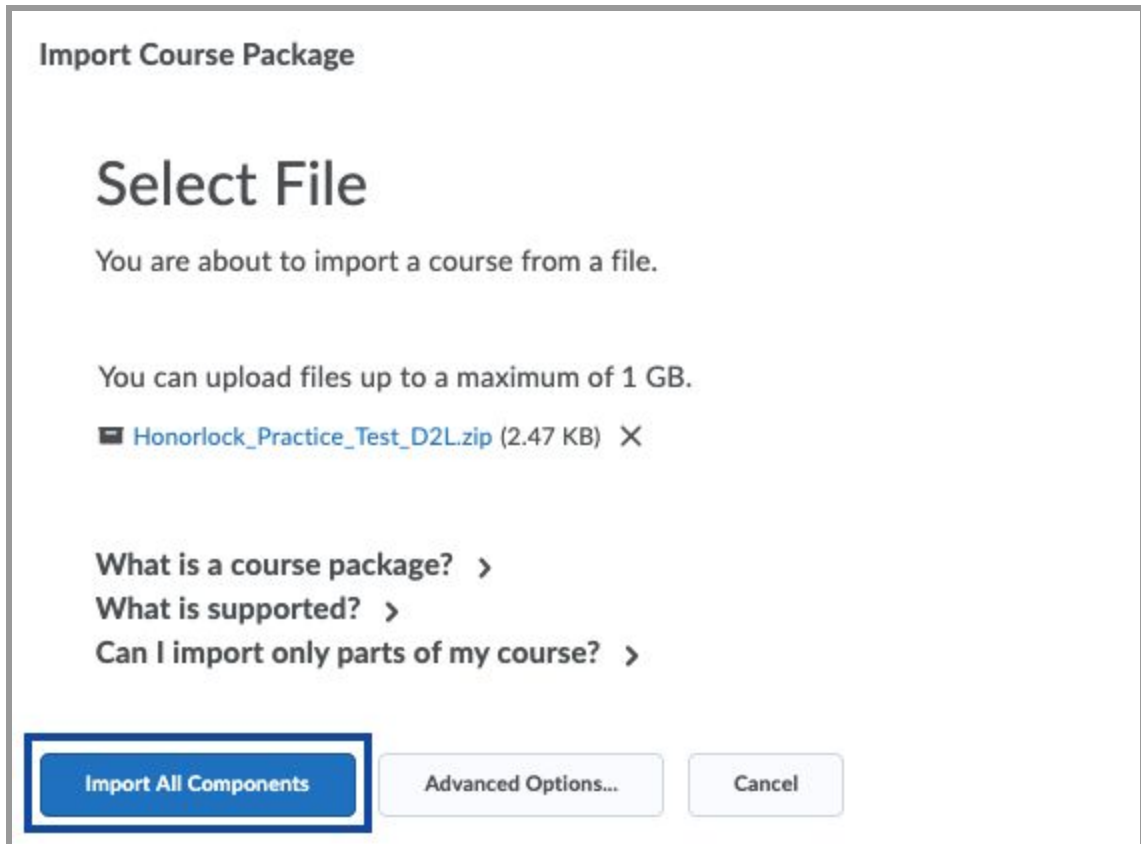 Import Course Package
Select File
You are about to import a course from a file.
You can upload files up to a maximum of 1 GB.
Honorlock_Practice_Test_D2L.zip (2.47 KB)
What is a course package?
What is supported?
Can I import only parts of my course?
Import All Components Advanced Options... Cancel